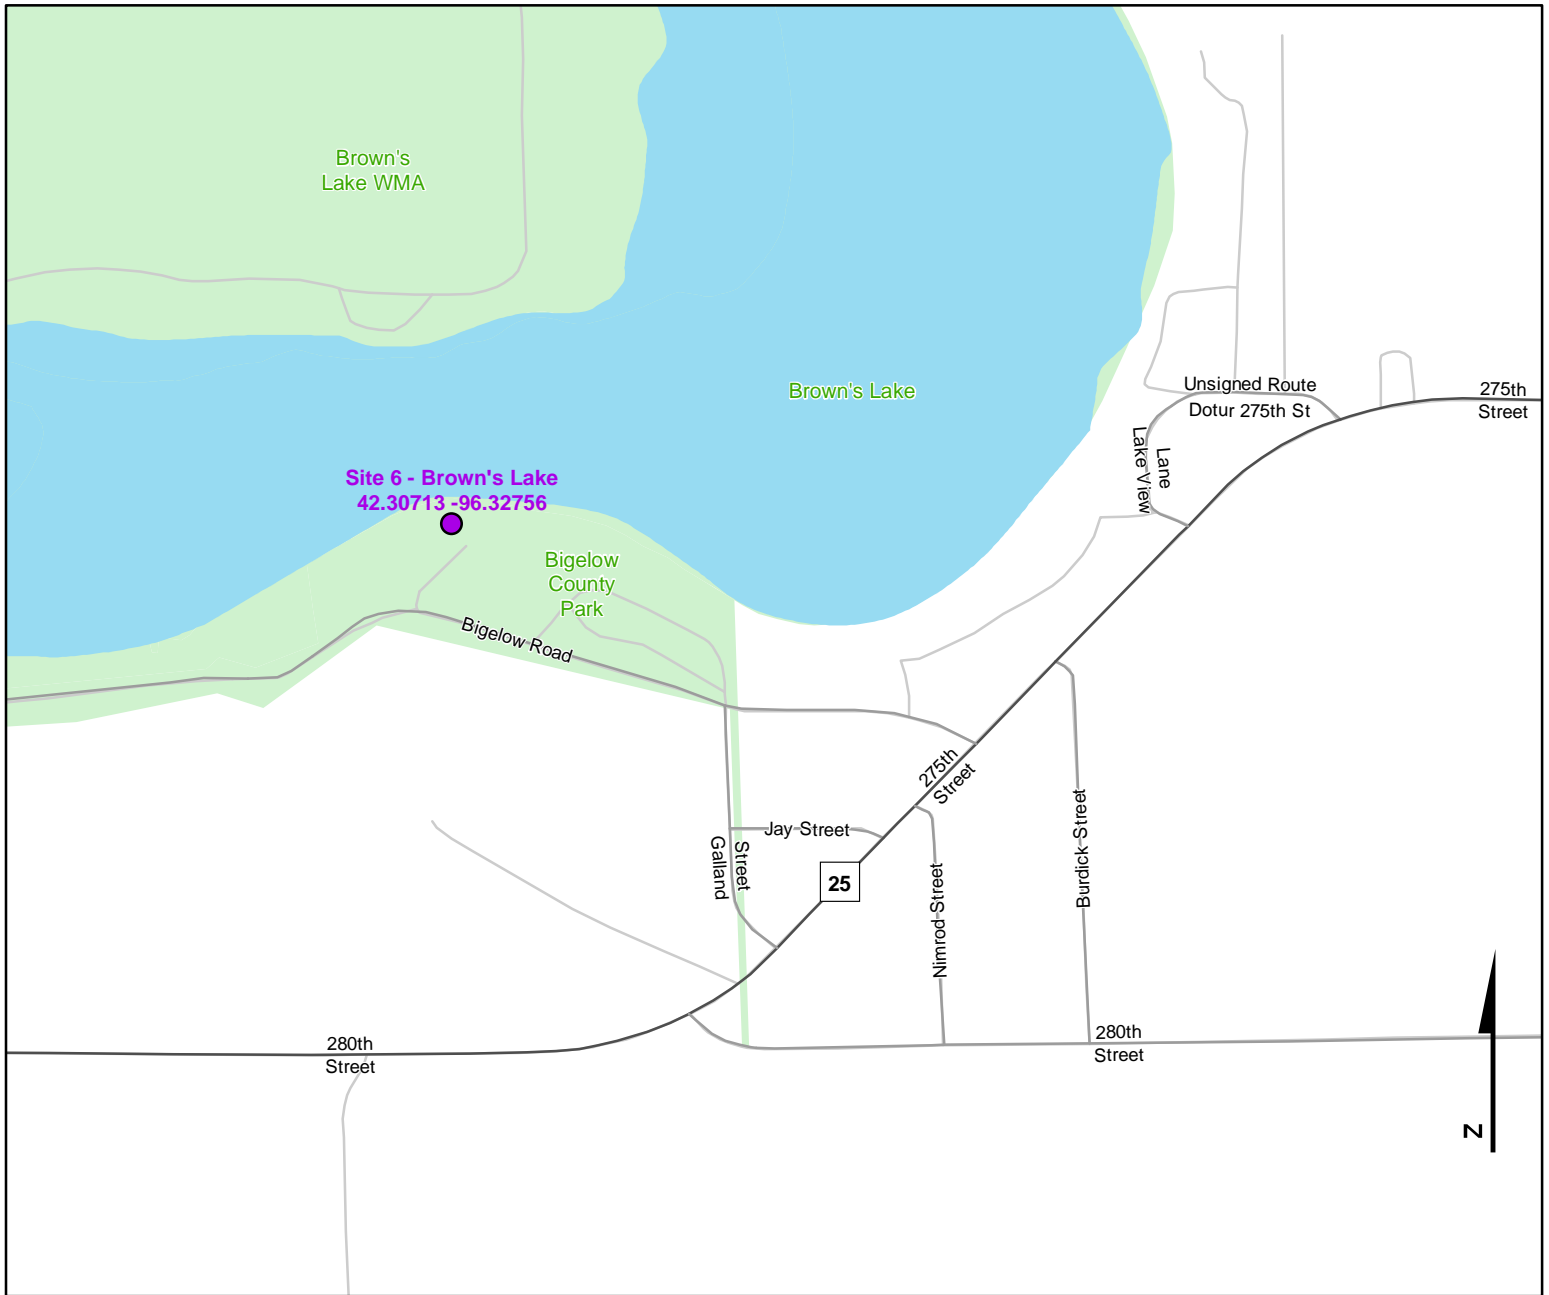 Brown's
Lake WMA
Brown's Lake
Unsigned Route
Dotur 275th St
275th
Street
Lane
Lake View
Site 6 - Brown's Lake
42.30713 -96.32756
Bigelow
County
Park
Bigelow Road
275th
Street
Jay Street
Street
Galland
25
Nimrod Street
Burdick Street
280th
Street
280th
Street
N